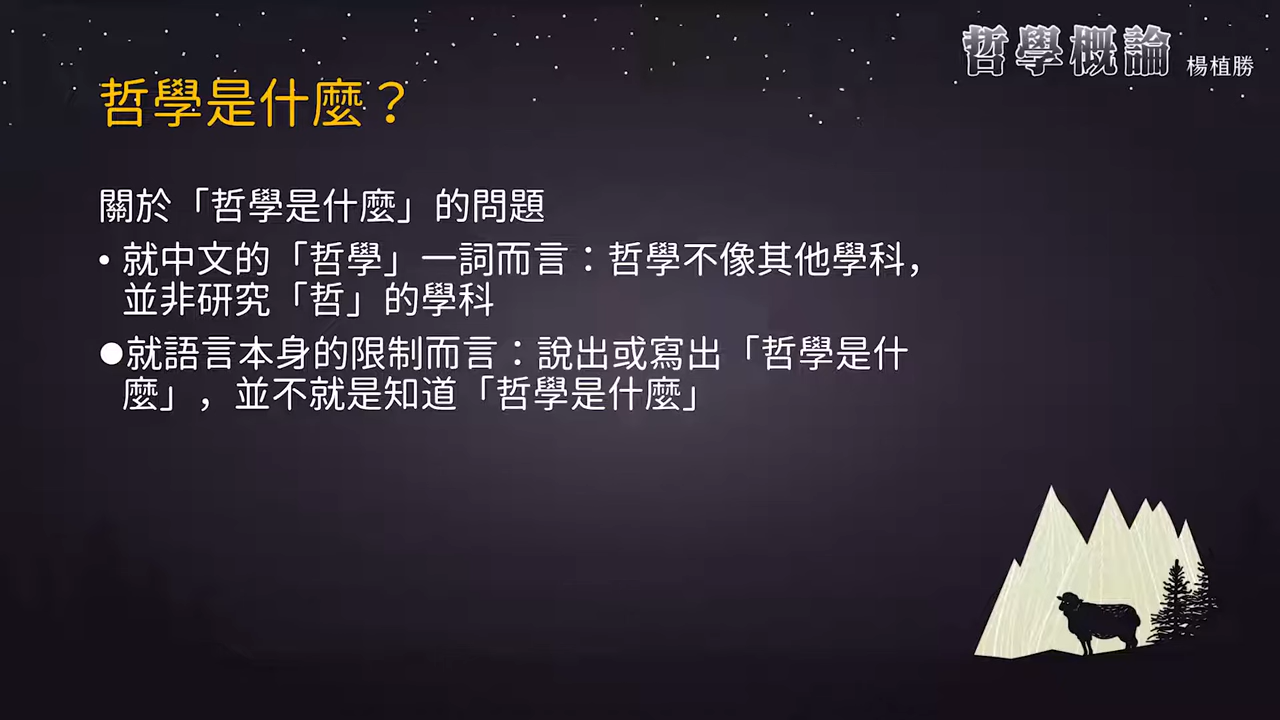 哲學概論 楊植勝
哲學是什麼？
關於「哲學是什麼」的問題
• 就中文的「哲學」一詞而言：哲學不像其他學科，
並非研究「哲」的學科
●就語言本身的限制而言：說出或寫出「哲學是什
麼」，並不就是知道「哲學是什麼」